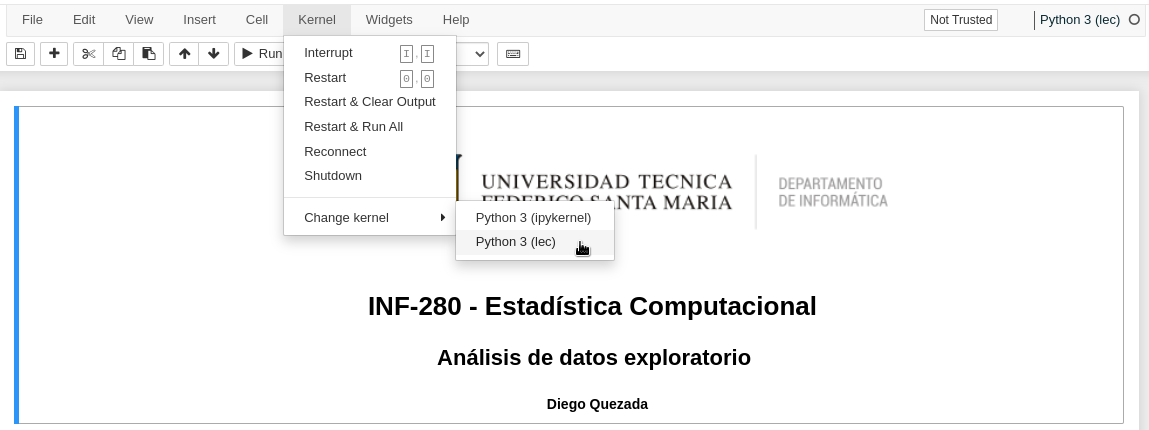 File Edit View Insert Cell Kernel Widgets Help Not Trusted Python 3 (lec)
Run
Interrupt I,I
Restart 0,0
Restart & Clear Output
Restart & Run All
Reconnect
Shutdown
Change kernel
Python 3 (ipykernel)
Python 3 (lec)
UNIVERSIDAD TECNICA
FEDERICO SANTA MARIA
DEPARTAMENTO
DE INFORMÁTICA
INF-280 - Estadística Computacional
Análisis de datos exploratorio
Diego Quezada